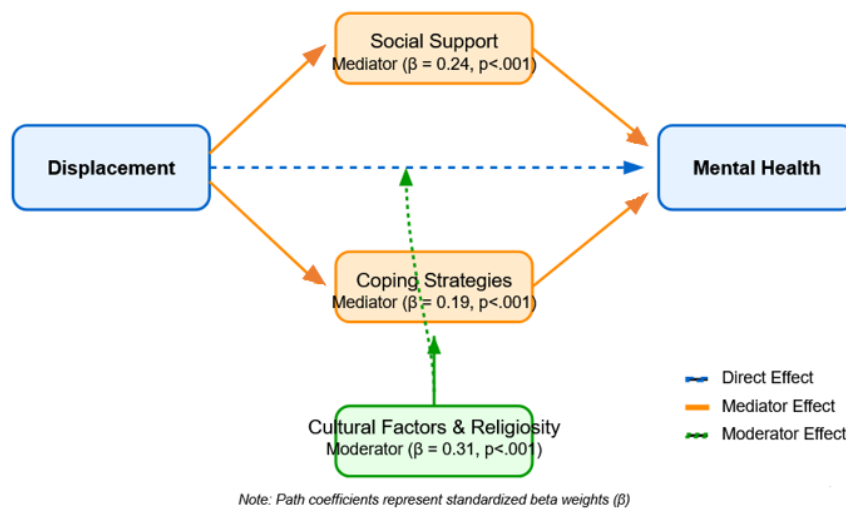 Social Support
Mediator (β = 0.24, p<.001)
Displacement
Mental Health
Coping Strategies
Mediator (β = 0.19, p<.001)
Direct Effect
Mediator Effect
Cultural Factors & Religiosity
Moderator (β = 0.31, p<.001)
Moderator Effect
Note: Path coefficients represent standardized beta weights (β)